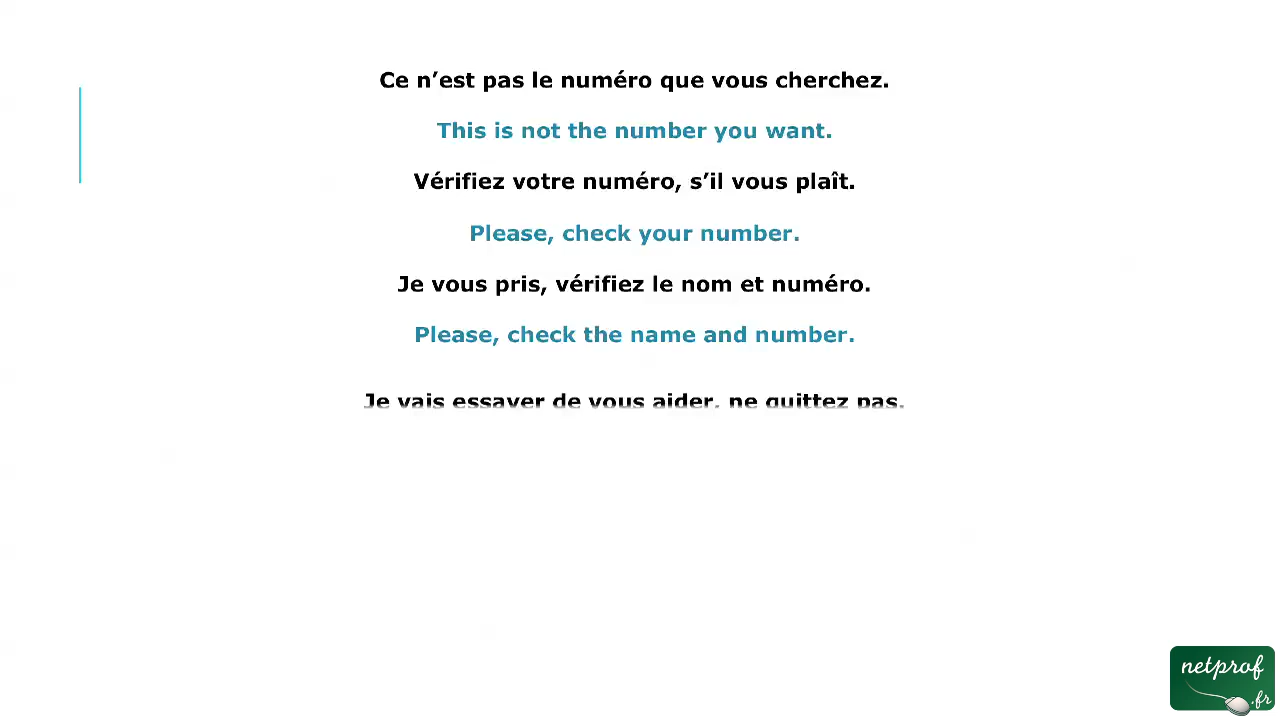 Ce n’est pas le numéro que vous cherchez.
This is not the number you want.
Vérifiez votre numéro, s’il vous plaît.
Please, check your number.
Je vous pris, vérifiez le nom et numéro.
Please, check the name and number.
Je vais essayer de vous aider, ne quittez pas.
netprof
.fr